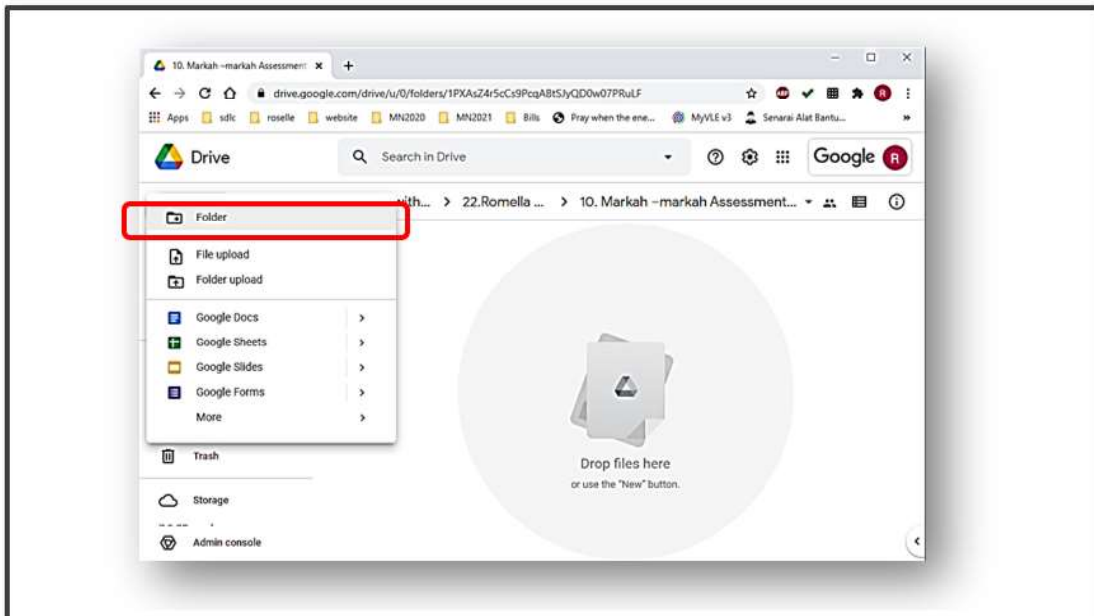 10. Markah –markah Assessment
drive.google.com/drive/u/0/folders/1PXAsZ4r5cCs9PcqA8tSJyQD0w07PRuLF
Apps sdlc roselle website MN2020 MN2021 Bills Pray when the ene... MyVLE v3 Senarai Alat Bantu...
Drive Search in Drive Google R
with... > 22.Romella ... > 10. Markah –markah Assessment...
Folder
File upload
Folder upload
Google Docs
Google Sheets
Google Slides
Google Forms
More
Trash
Drop files here
or use the "New" button.
Storage
Admin console